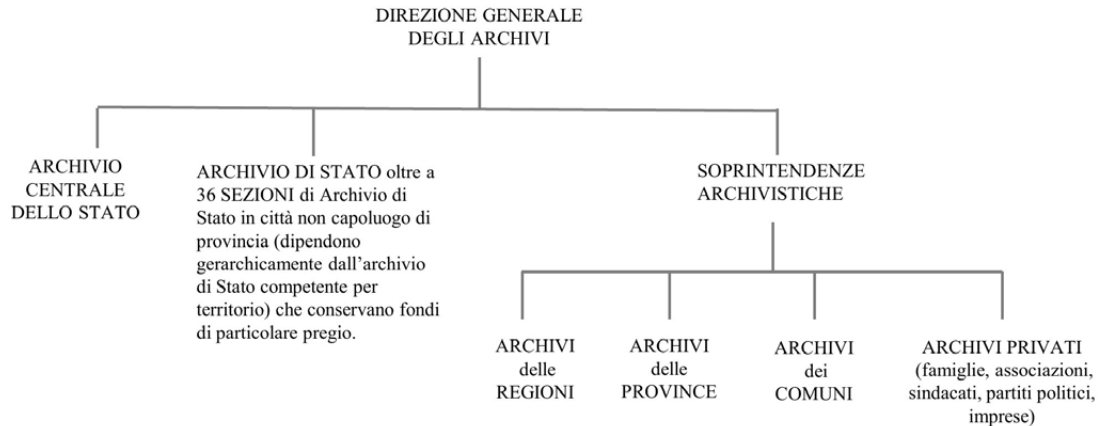 DIREZIONE GENERALE
DEGLI ARCHIVI
ARCHIVIO
CENTRALE
DELLO STATO
ARCHIVIO DI STATO oltre a
36 SEZIONI di Archivio di
Stato in città non capoluogo di
provincia (dipendono
gerarchicamente dall’archivio
di Stato competente per
territorio) che conservano fondi
di particolare pregio.
SOPRINTENDENZE
ARCHIVISTICHE
ARCHIVI
delle
REGIONI
ARCHIVI
delle
PROVINCE
ARCHIVI
dei
COMUNI
ARCHIVI PRIVATI
(famiglie, associazioni,
sindacati, partiti politici,
imprese)